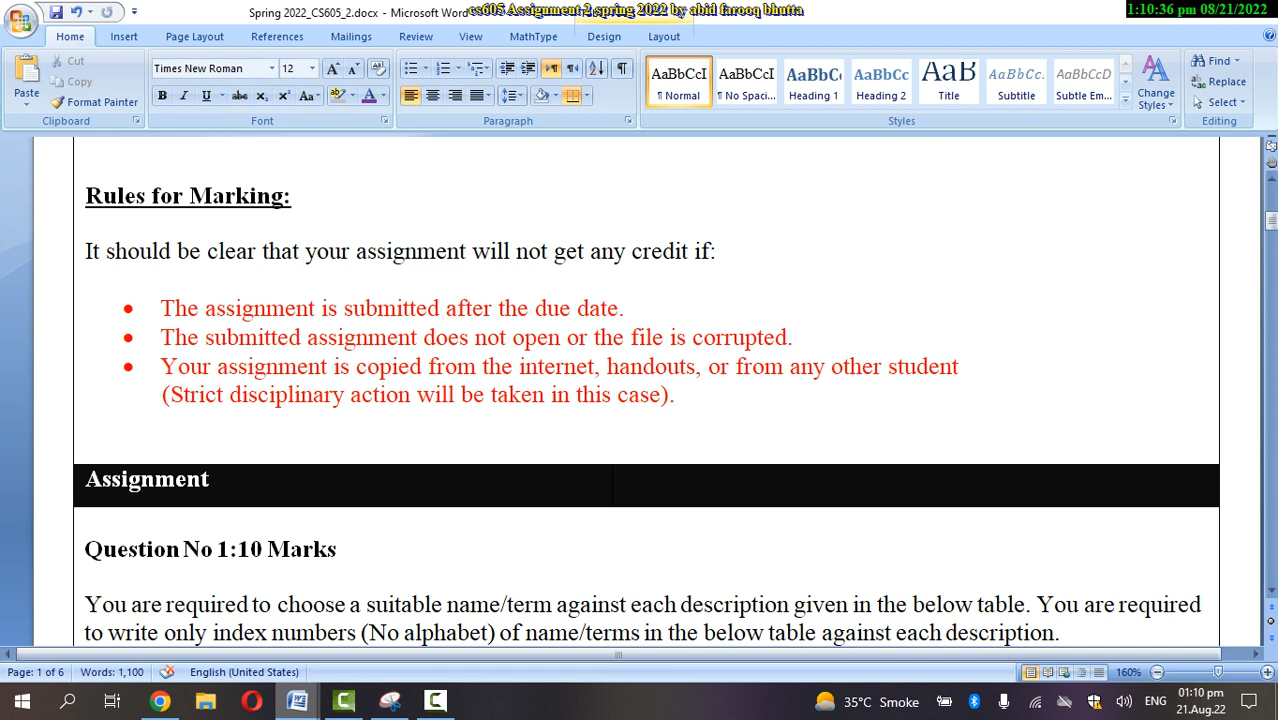 Spring 2022_CS605_2.docx - Microsoft Word
cs605 Assignment 2 spring 2022 by abid farooq bhutta
1:10:36 pm 08/21/2022
Home Insert Page Layout References Mailings Review View MathType Design Layout
Paste
Cut
Copy
Format Painter
Clipboard
Times New Roman 12
Font
Paragraph
AaBbCcI AaBbCcI AaBbC AaBbCc AaB AaBbCc. AaBbCcD
¶ Normal ¶ No Spaci... Heading 1 Heading 2 Title Subtitle Subtle Em...
Change
Styles
Styles
Find
Replace
Select
Editing
Rules for Marking:
It should be clear that your assignment will not get any credit if:
• The assignment is submitted after the due date.
• The submitted assignment does not open or the file is corrupted.
• Your assignment is copied from the internet, handouts, or from any other student
(Strict disciplinary action will be taken in this case).
Assignment
Question No 1:10 Marks
You are required to choose a suitable name/term against each description given in the below table. You are required
to write only index numbers (No alphabet) of name/terms in the below table against each description.
Page: 1 of 6 Words: 1,100 English (United States) 160%
35°C Smoke ENG 01:10 pm
21.Aug.22